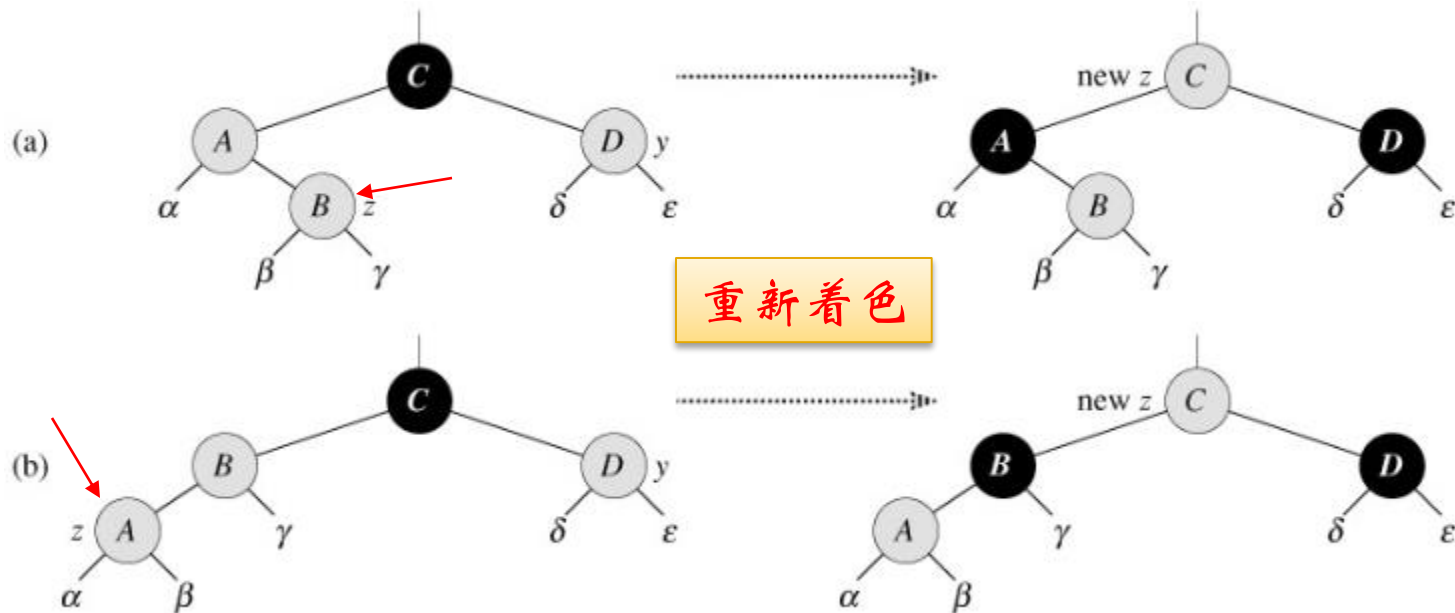 C
new z C
(a) A D y A D
α B z δ ε α B δ ε
β γ β γ
重新着色
C
new z C
(b) B D y B D
z A γ δ ε A γ δ ε
α β α β